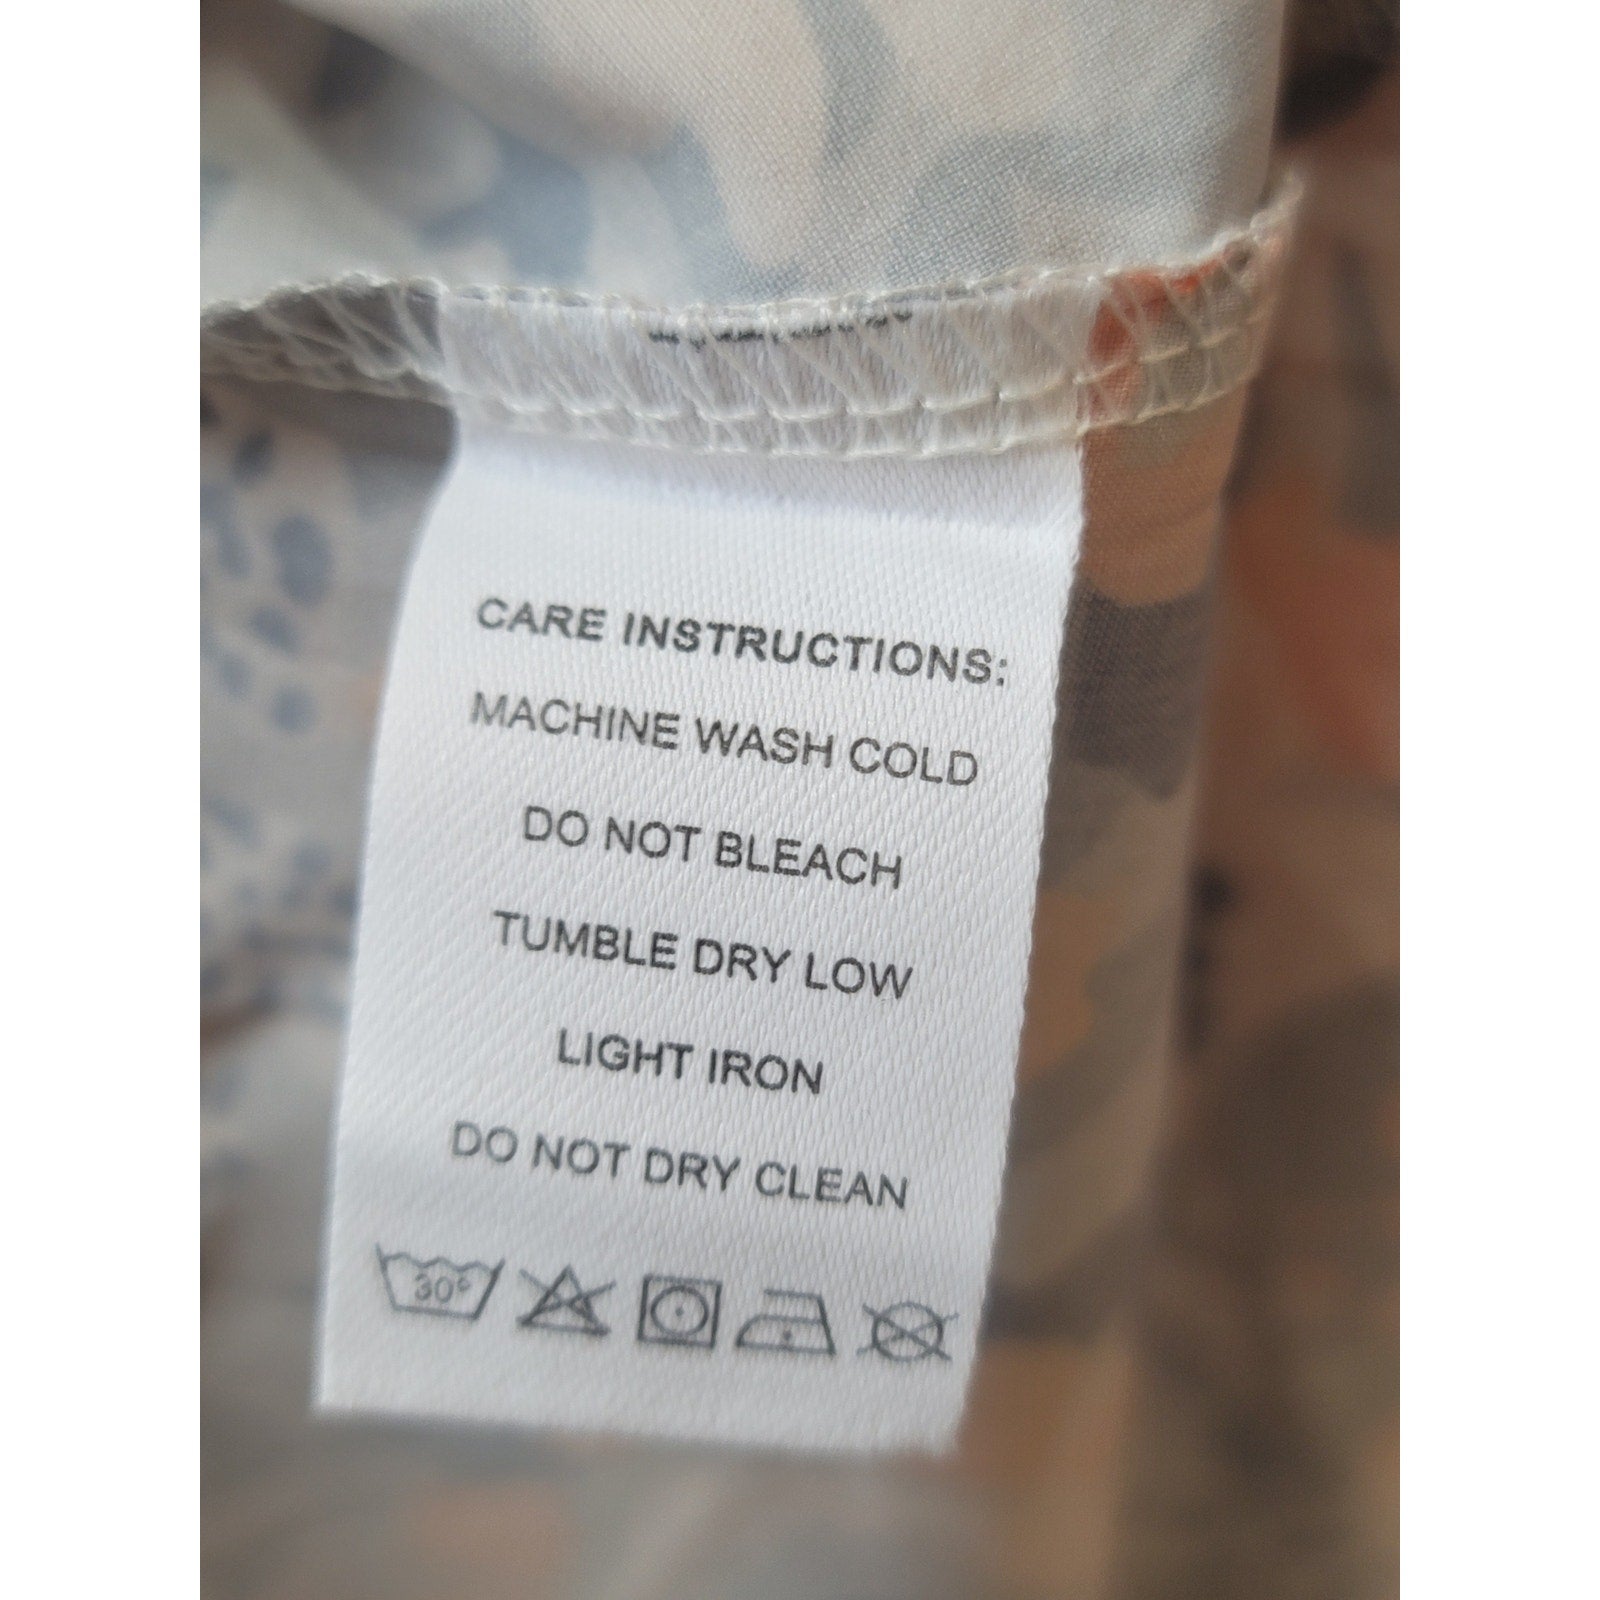 CARE INSTRUCTIONS:
MACHINE WASH COLD
DO NOT BLEACH
TUMBLE DRY LOW
LIGHT IRON
DO NOT DRY CLEAN
30°